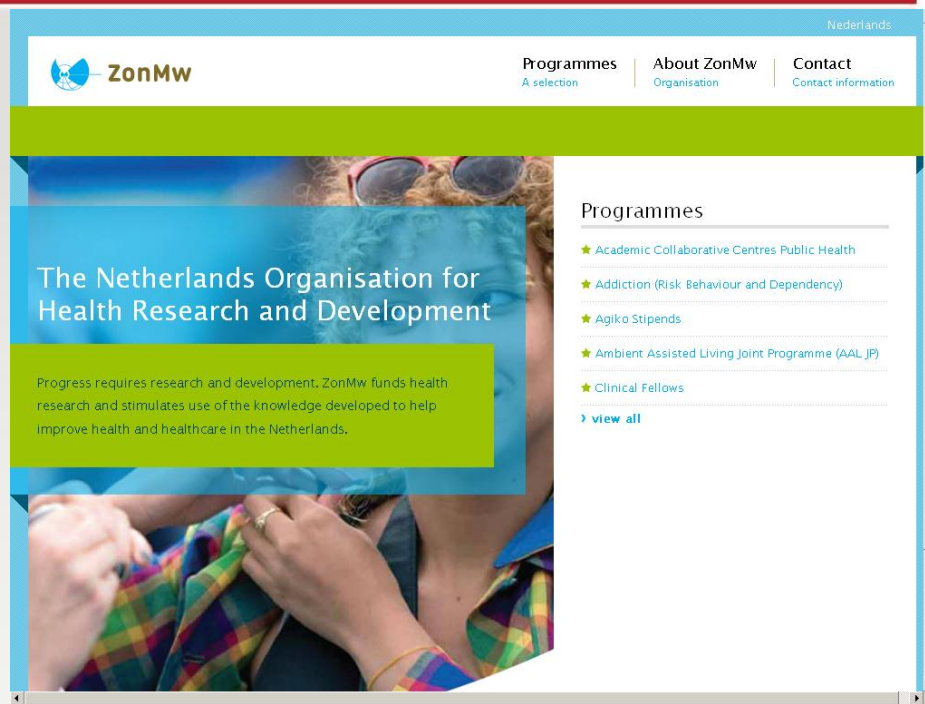 Nederlands
ZonMw
Programmes
A selection
About ZonMw
Organisation
Contact
Contact information
The Netherlands Organisation for
Health Research and Development
Progress requires research and development. ZonMw funds health
research and stimulates use of the knowledge developed to help
improve health and healthcare in the Netherlands.
Programmes
Academic Collaborative Centres Public Health
Addiction (Risk Behaviour and Dependency)
Agiko Stipends
Ambient Assisted Living Joint Programme (AAL JP)
Clinical Fellows
› view all